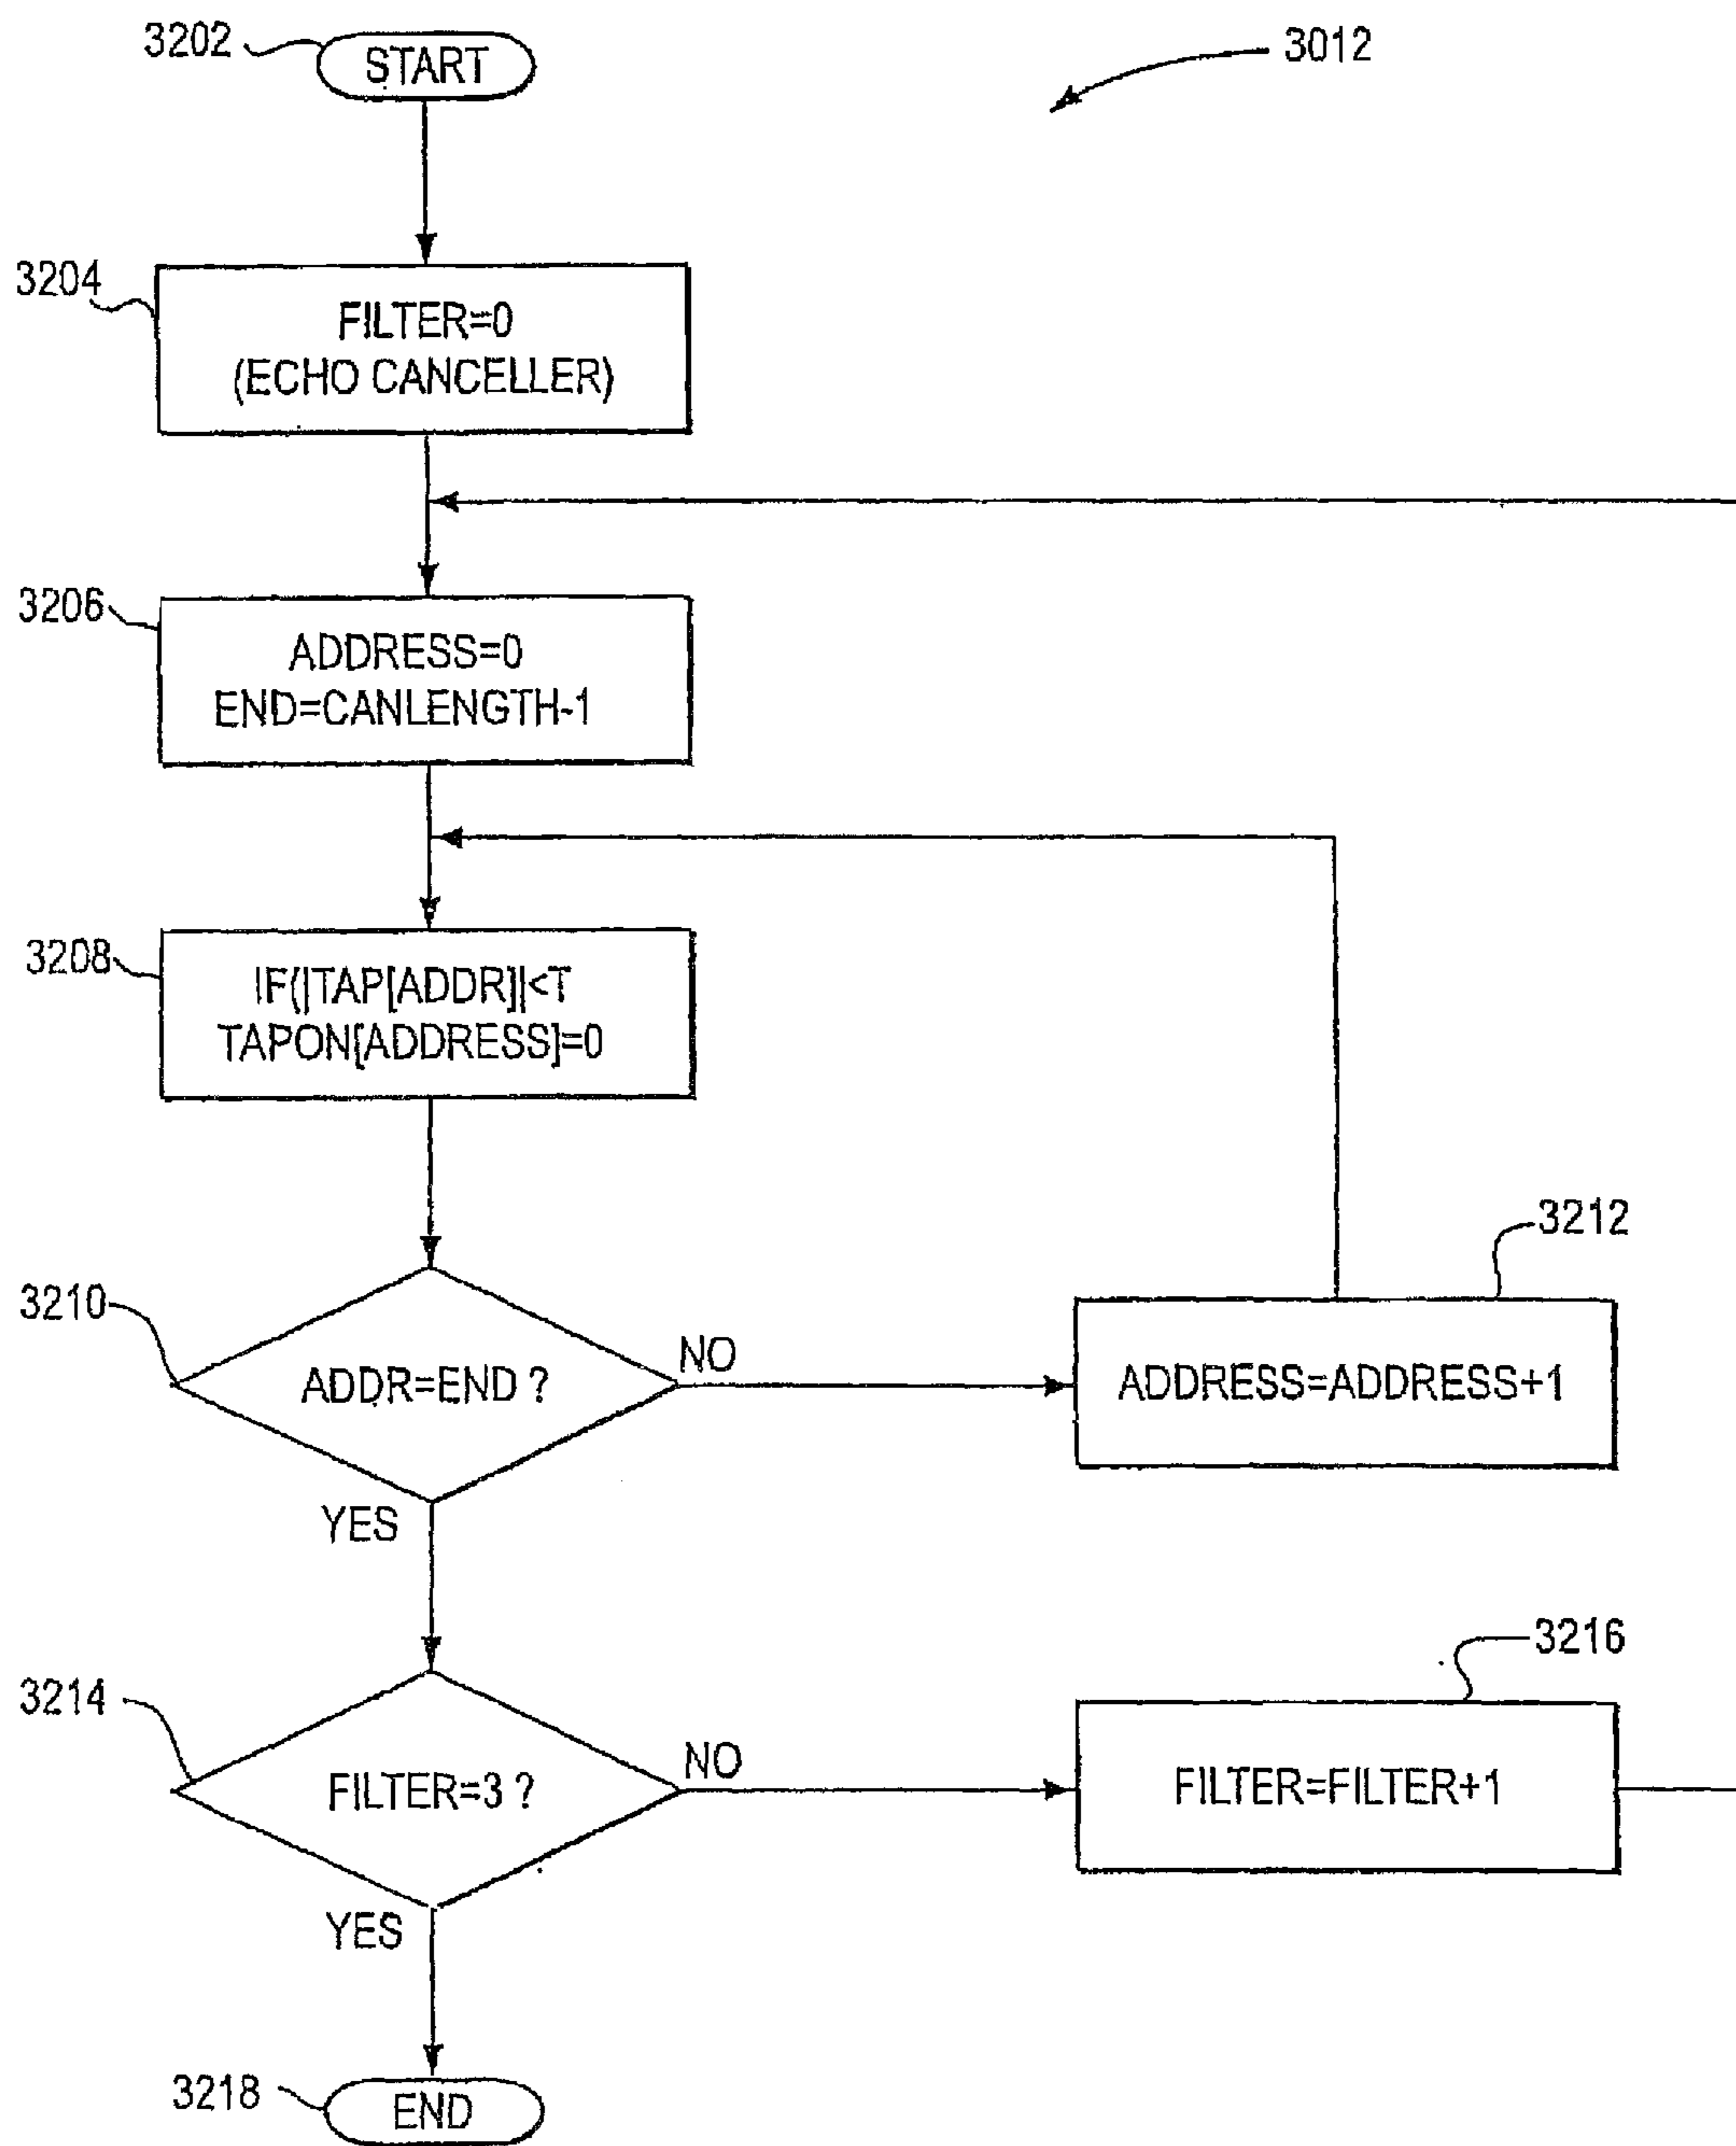 3202
START
3012
3204
FILTER=0
(ECHO CANCELLER)
3206
ADDRESS=0
END=CANLENGTH-1
3208
IF(|TAP[ADDR]|<T
TAPON[ADDRESS]=0
3210
ADDR=END ?
NO
3212
ADDRESS=ADDRESS+1
YES
3214
FILTER=3 ?
NO
3216
FILTER=FILTER+1
YES
3218
END